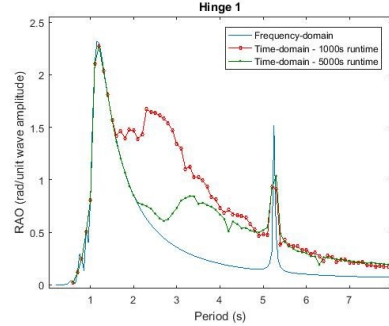 Hinge 1
Frequency-domain
Time-domain - 1000s runtime
Time-domain - 5000s runtime
RAO (rad/unit wave amplitude)
2.5
2
1.5
1
0.5
0
1 2 3 4 5 6 7
Period (s)